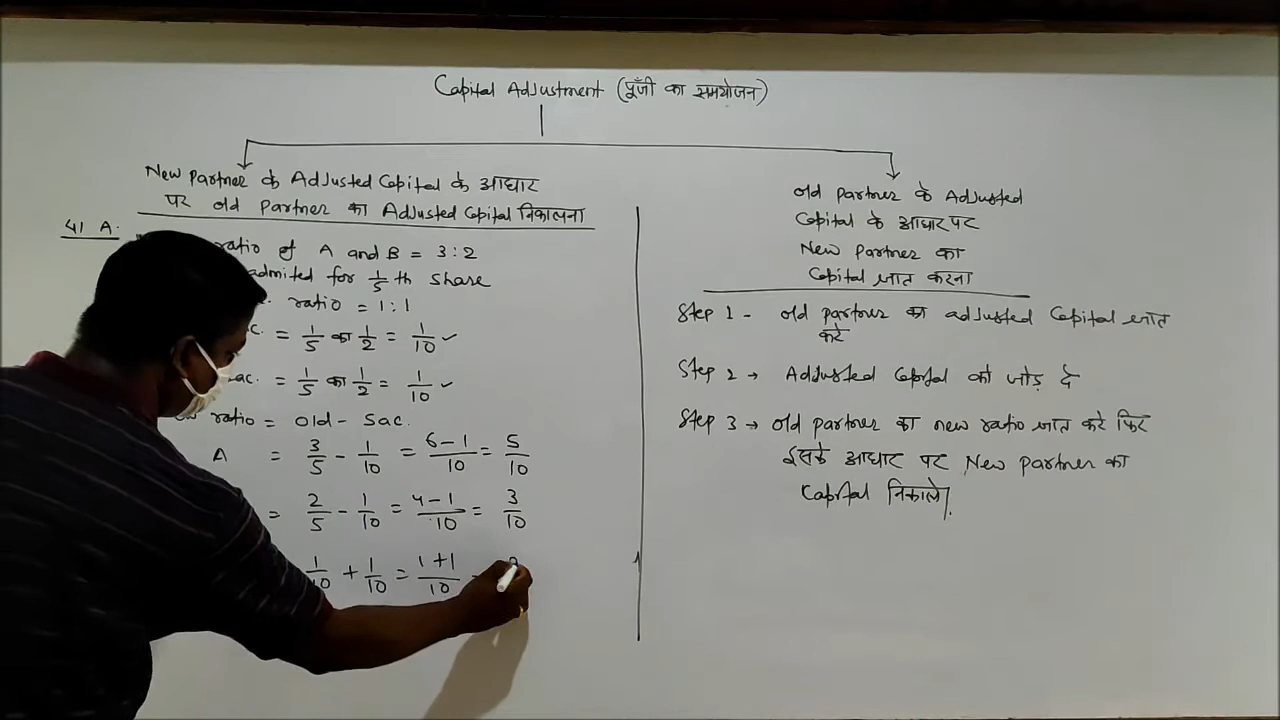 Capital Adjustment (पूँजी का समयोजन)
New Partner के Adjusted Capital के आधार
पर old Partner का Adjusted Capital निकालना
41 A.
ratio of A and B = 3:2
admited for 1/5 th share
ratio = 1:1
c. = 1/5 का 1/2 = 1/10 ✓
ac. = 1/5 का 1/2 = 1/10 ✓
ratio = old - Sac.
A = 3/5 - 1/10 = 6-1/10 = 5/10
= 2/5 - 1/10 = 4-1/10 = 3/10
1/10 + 1/10 = 1+1/10
old partner के Adjusted
Capital के आधार पर
New Partner का
Capital ज्ञात करना
Step 1 - old partner का adjusted Capital ज्ञात
करे
Step 2 → Adjusted Capital को जोड़ दे
Step 3 → old partner का new ratio ज्ञात करे फिर
इसके आधार पर New partner का
Capital निकाले।